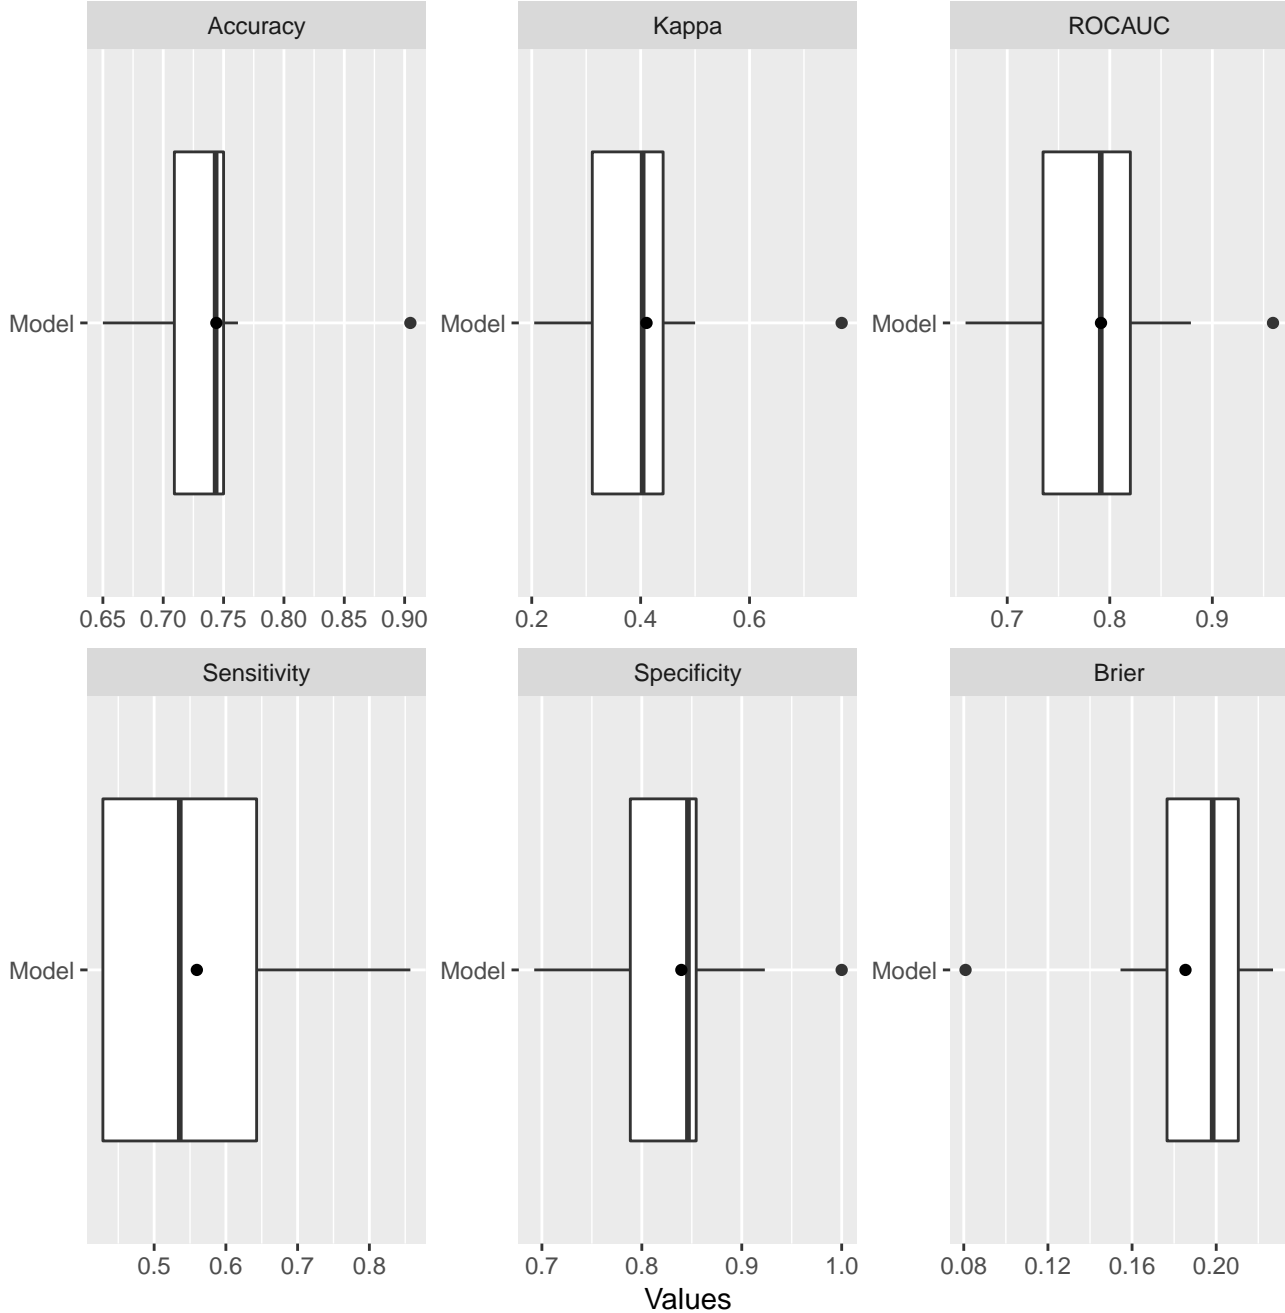 Accuracy Kappa ROCAUC
Model Model Model
0.65 0.70 0.75 0.80 0.85 0.90 0.2 0.4 0.6 0.7 0.8 0.9
Sensitivity Specificity Brier
Model Model Model
0.5 0.6 0.7 0.8 0.7 0.8 0.9 1.0 0.08 0.12 0.16 0.20
Values